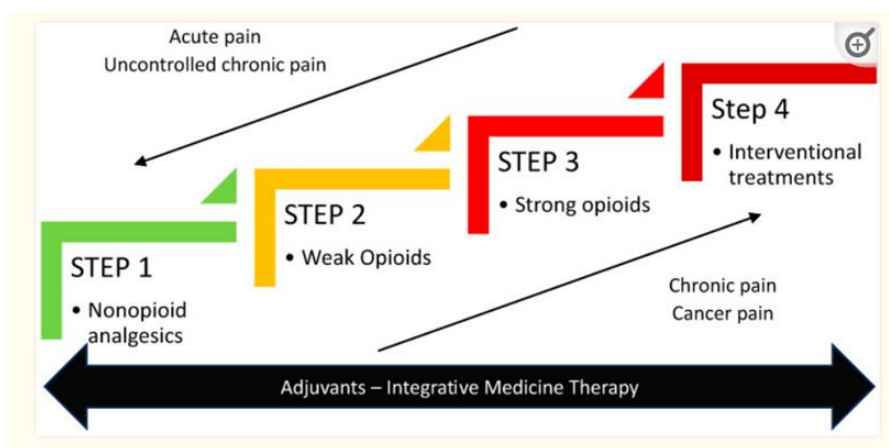 Acute pain
Uncontrolled chronic pain
Step 4
• Interventional
treatments
STEP 3
• Strong opioids
STEP 2
• Weak Opioids
STEP 1
• Nonopioid
analgesics
Chronic pain
Cancer pain
Adjuvants – Integrative Medicine Therapy